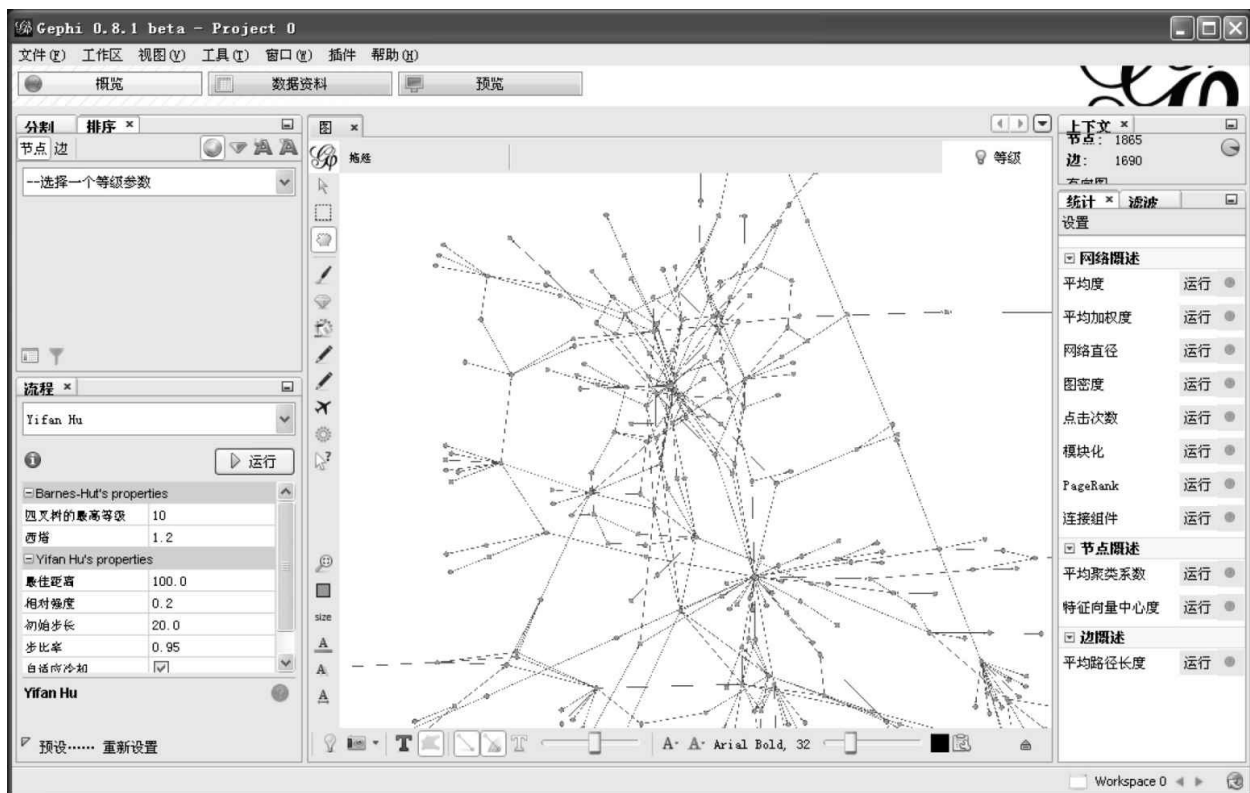 Gephi 0.8.1 beta - Project 0
文件(F) 工作区 视图(V) 工具(T) 窗口(W) 插件 帮助(H)
概览 数据资料 预览
分割 排序
节点 边
--选择一个等级参数
流程
Yifan Hu
运行
Barnes-Hut's properties
四叉树的最高等级 10
西塔 1.2
Yifan Hu's properties
最佳距离 100.0
相对强度 0.2
初始步长 20.0
步比率 0.95
自适应冷却
Yifan Hu
预设…… 重新设置
图
拖拽
等级
size
Arial Bold, 32
上下文
节点: 1865
边: 1690
有向图
统计 滤波
设置
网络概述
平均度 运行
平均加权度 运行
网络直径 运行
图密度 运行
点击次数 运行
模块化 运行
PageRank 运行
连接组件 运行
节点概述
平均聚类系数 运行
特征向量中心度 运行
边概述
平均路径长度 运行
Workspace 0